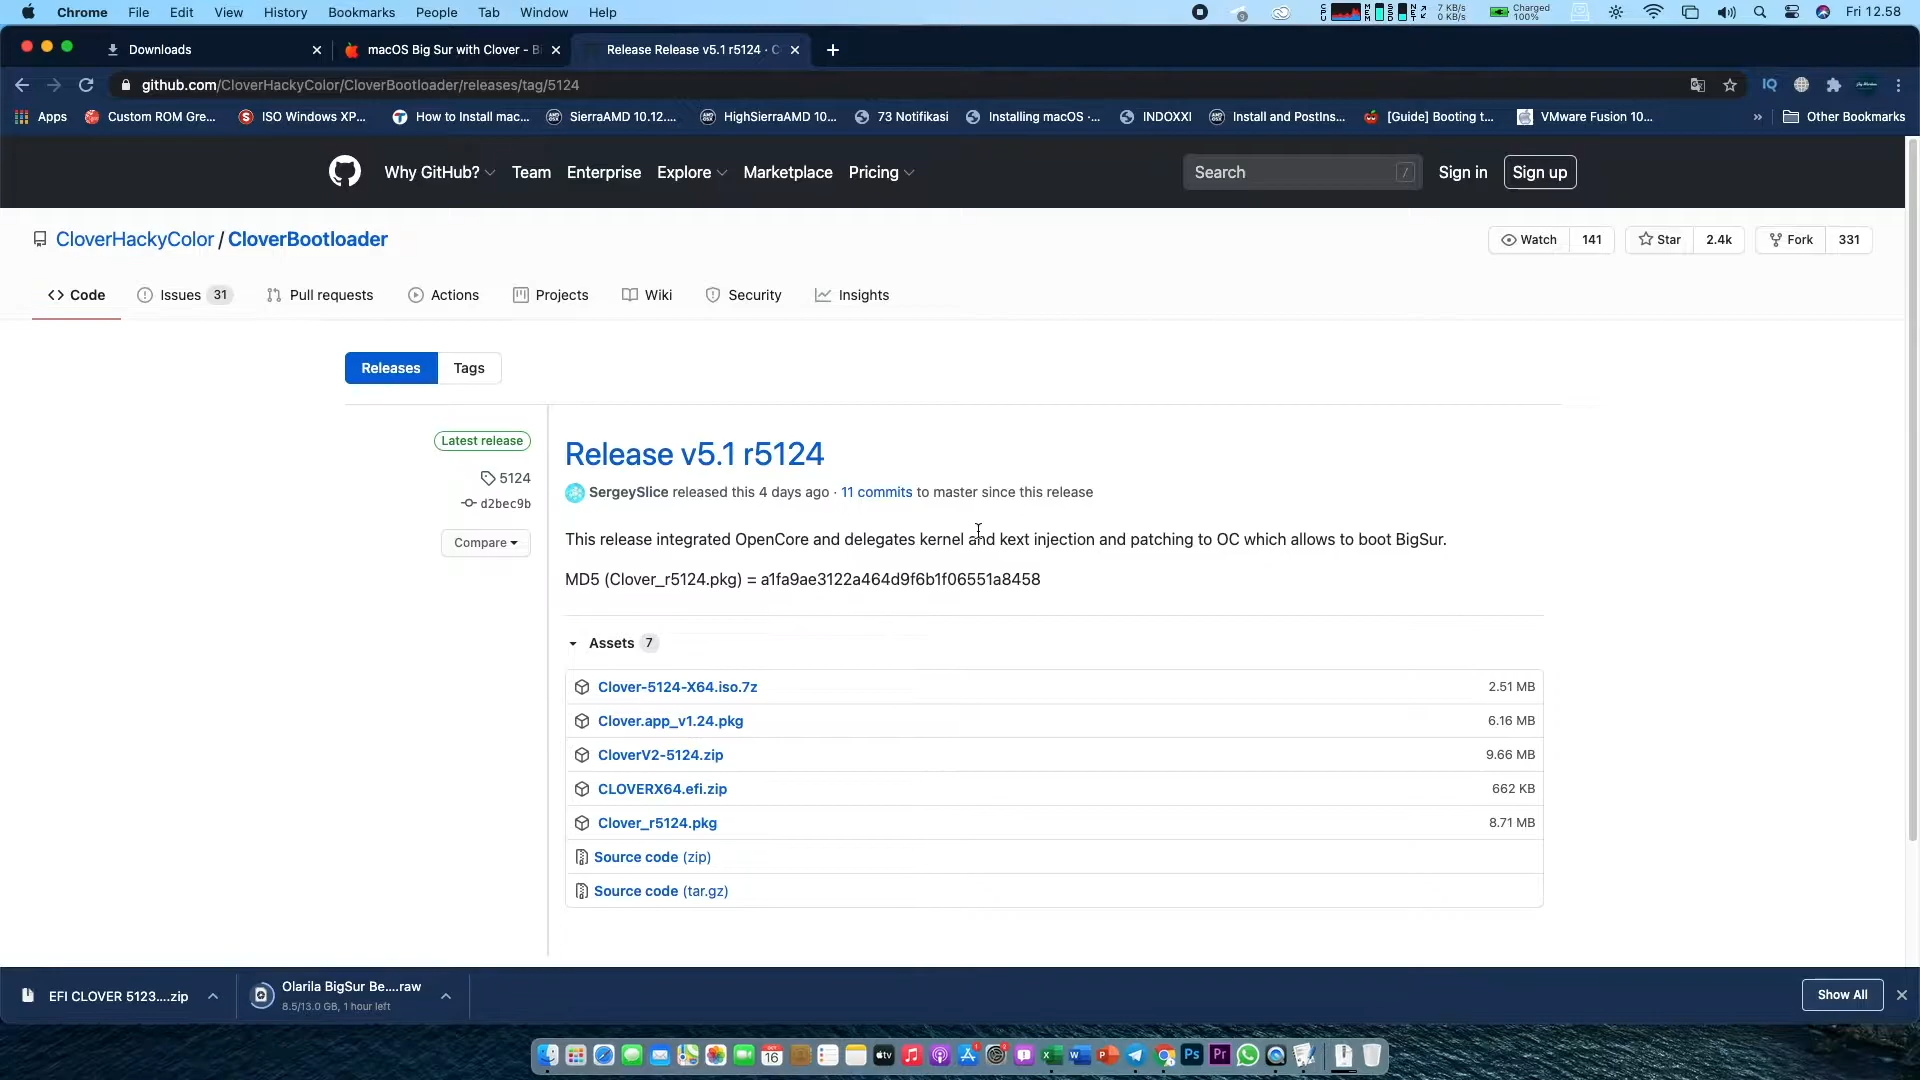 Chrome File Edit View History Bookmarks People Tab Window Help 7 KB/s 0 KB/s Charged 100% Fri 12.58
Downloads macOS Big Sur with Clover - B Release Release v5.1 r5124 · C
github.com/CloverHackyColor/CloverBootloader/releases/tag/5124
Apps Custom ROM Gre... ISO Windows XP... How to Install mac... SierraAMD 10.12.... HighSierraAMD 10... 73 Notifikasi Installing macOS ·... INDOXXI Install and PostIns... [Guide] Booting t... VMware Fusion 10... » Other Bookmarks
Why GitHub? Team Enterprise Explore Marketplace Pricing Search / Sign in Sign up
CloverHackyColor / CloverBootloader
Watch 141 Star 2.4k Fork 331
Code Issues 31 Pull requests Actions Projects Wiki Security Insights
Releases Tags
Latest release
5124
d2bec9b
Compare
Release v5.1 r5124
SergeySlice released this 4 days ago · 11 commits to master since this release
This release integrated OpenCore and delegates kernel and kext injection and patching to OC which allows to boot BigSur.
MD5 (Clover_r5124.pkg) = a1fa9ae3122a464d9f6b1f06551a8458
Assets 7
Clover-5124-X64.iso.7z 2.51 MB
Clover.app_v1.24.pkg 6.16 MB
CloverV2-5124.zip 9.66 MB
CLOVERX64.efi.zip 662 KB
Clover_r5124.pkg 8.71 MB
Source code (zip)
Source code (tar.gz)
EFI CLOVER 5123....zip
Olarila BigSur Be....raw
8.5/13.0 GB, 1 hour left
Show All